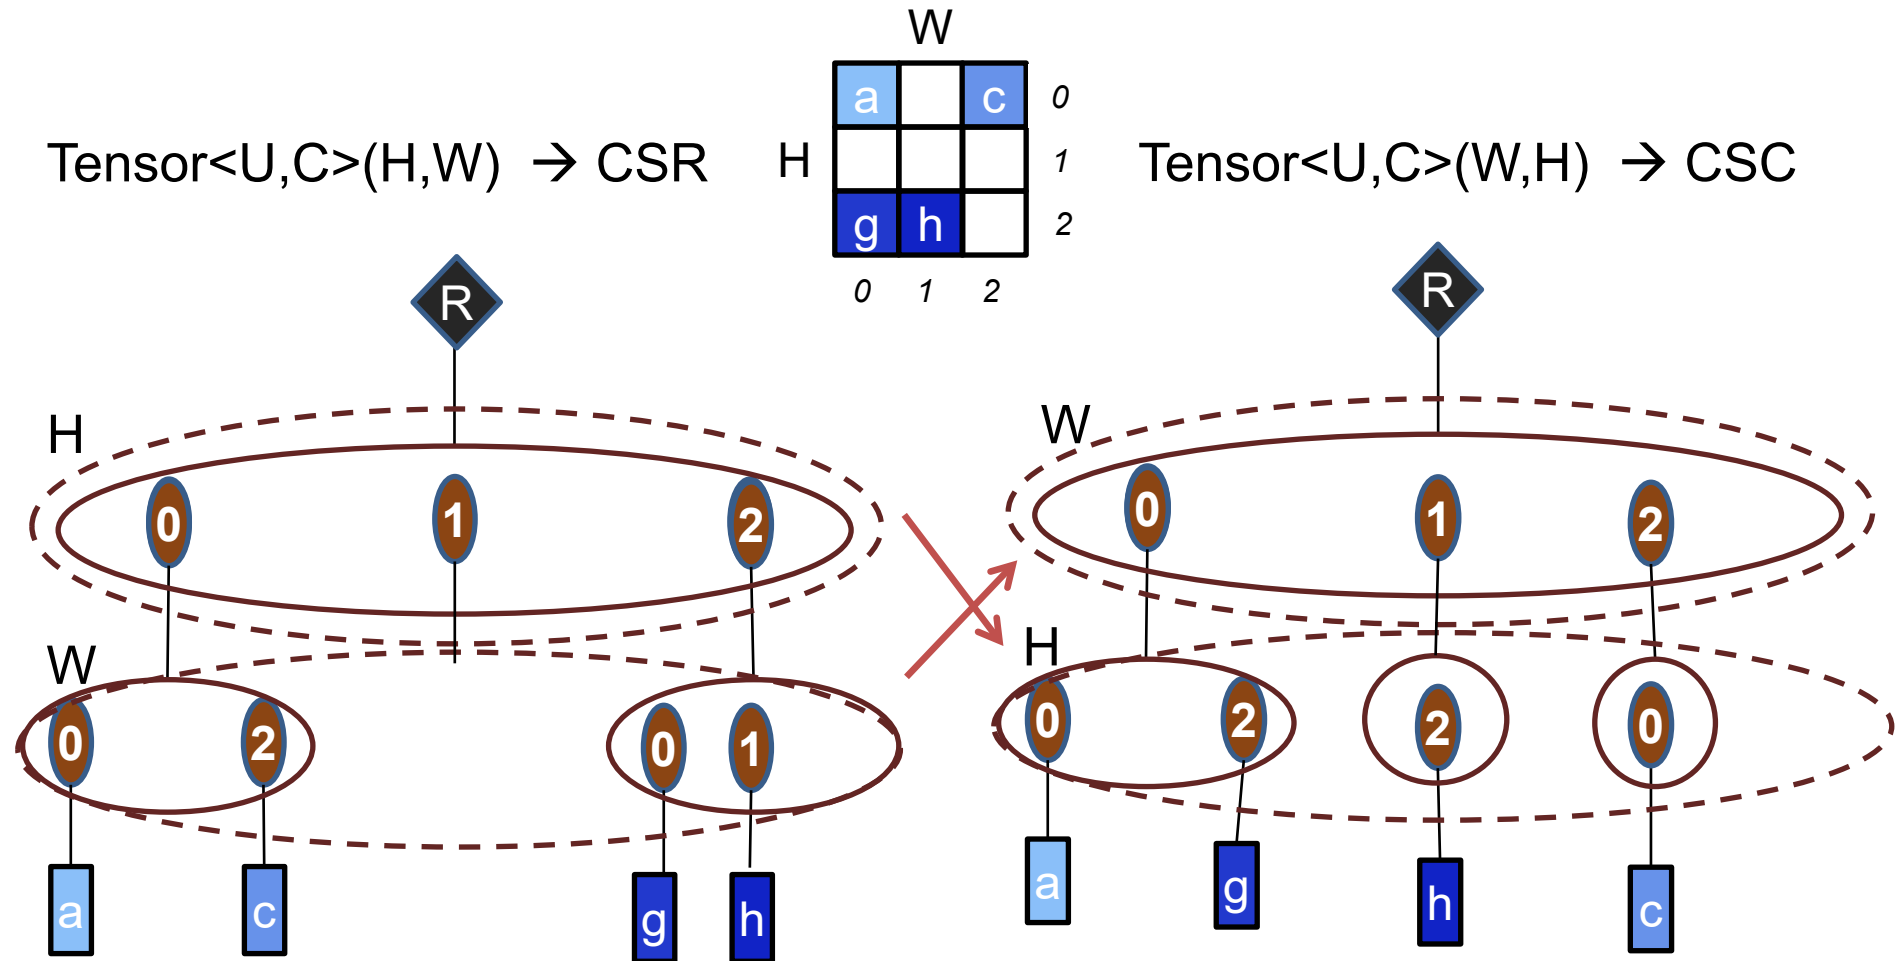 W
a c 0
Tensor<U,C>(H,W) → CSR H 1 Tensor<U,C>(W,H) → CSC
g h 2
0 1 2
R R
H W
0 1 2 0 1 2
W H
0 2 0 1 0 2 2 0
a c g h a g h c